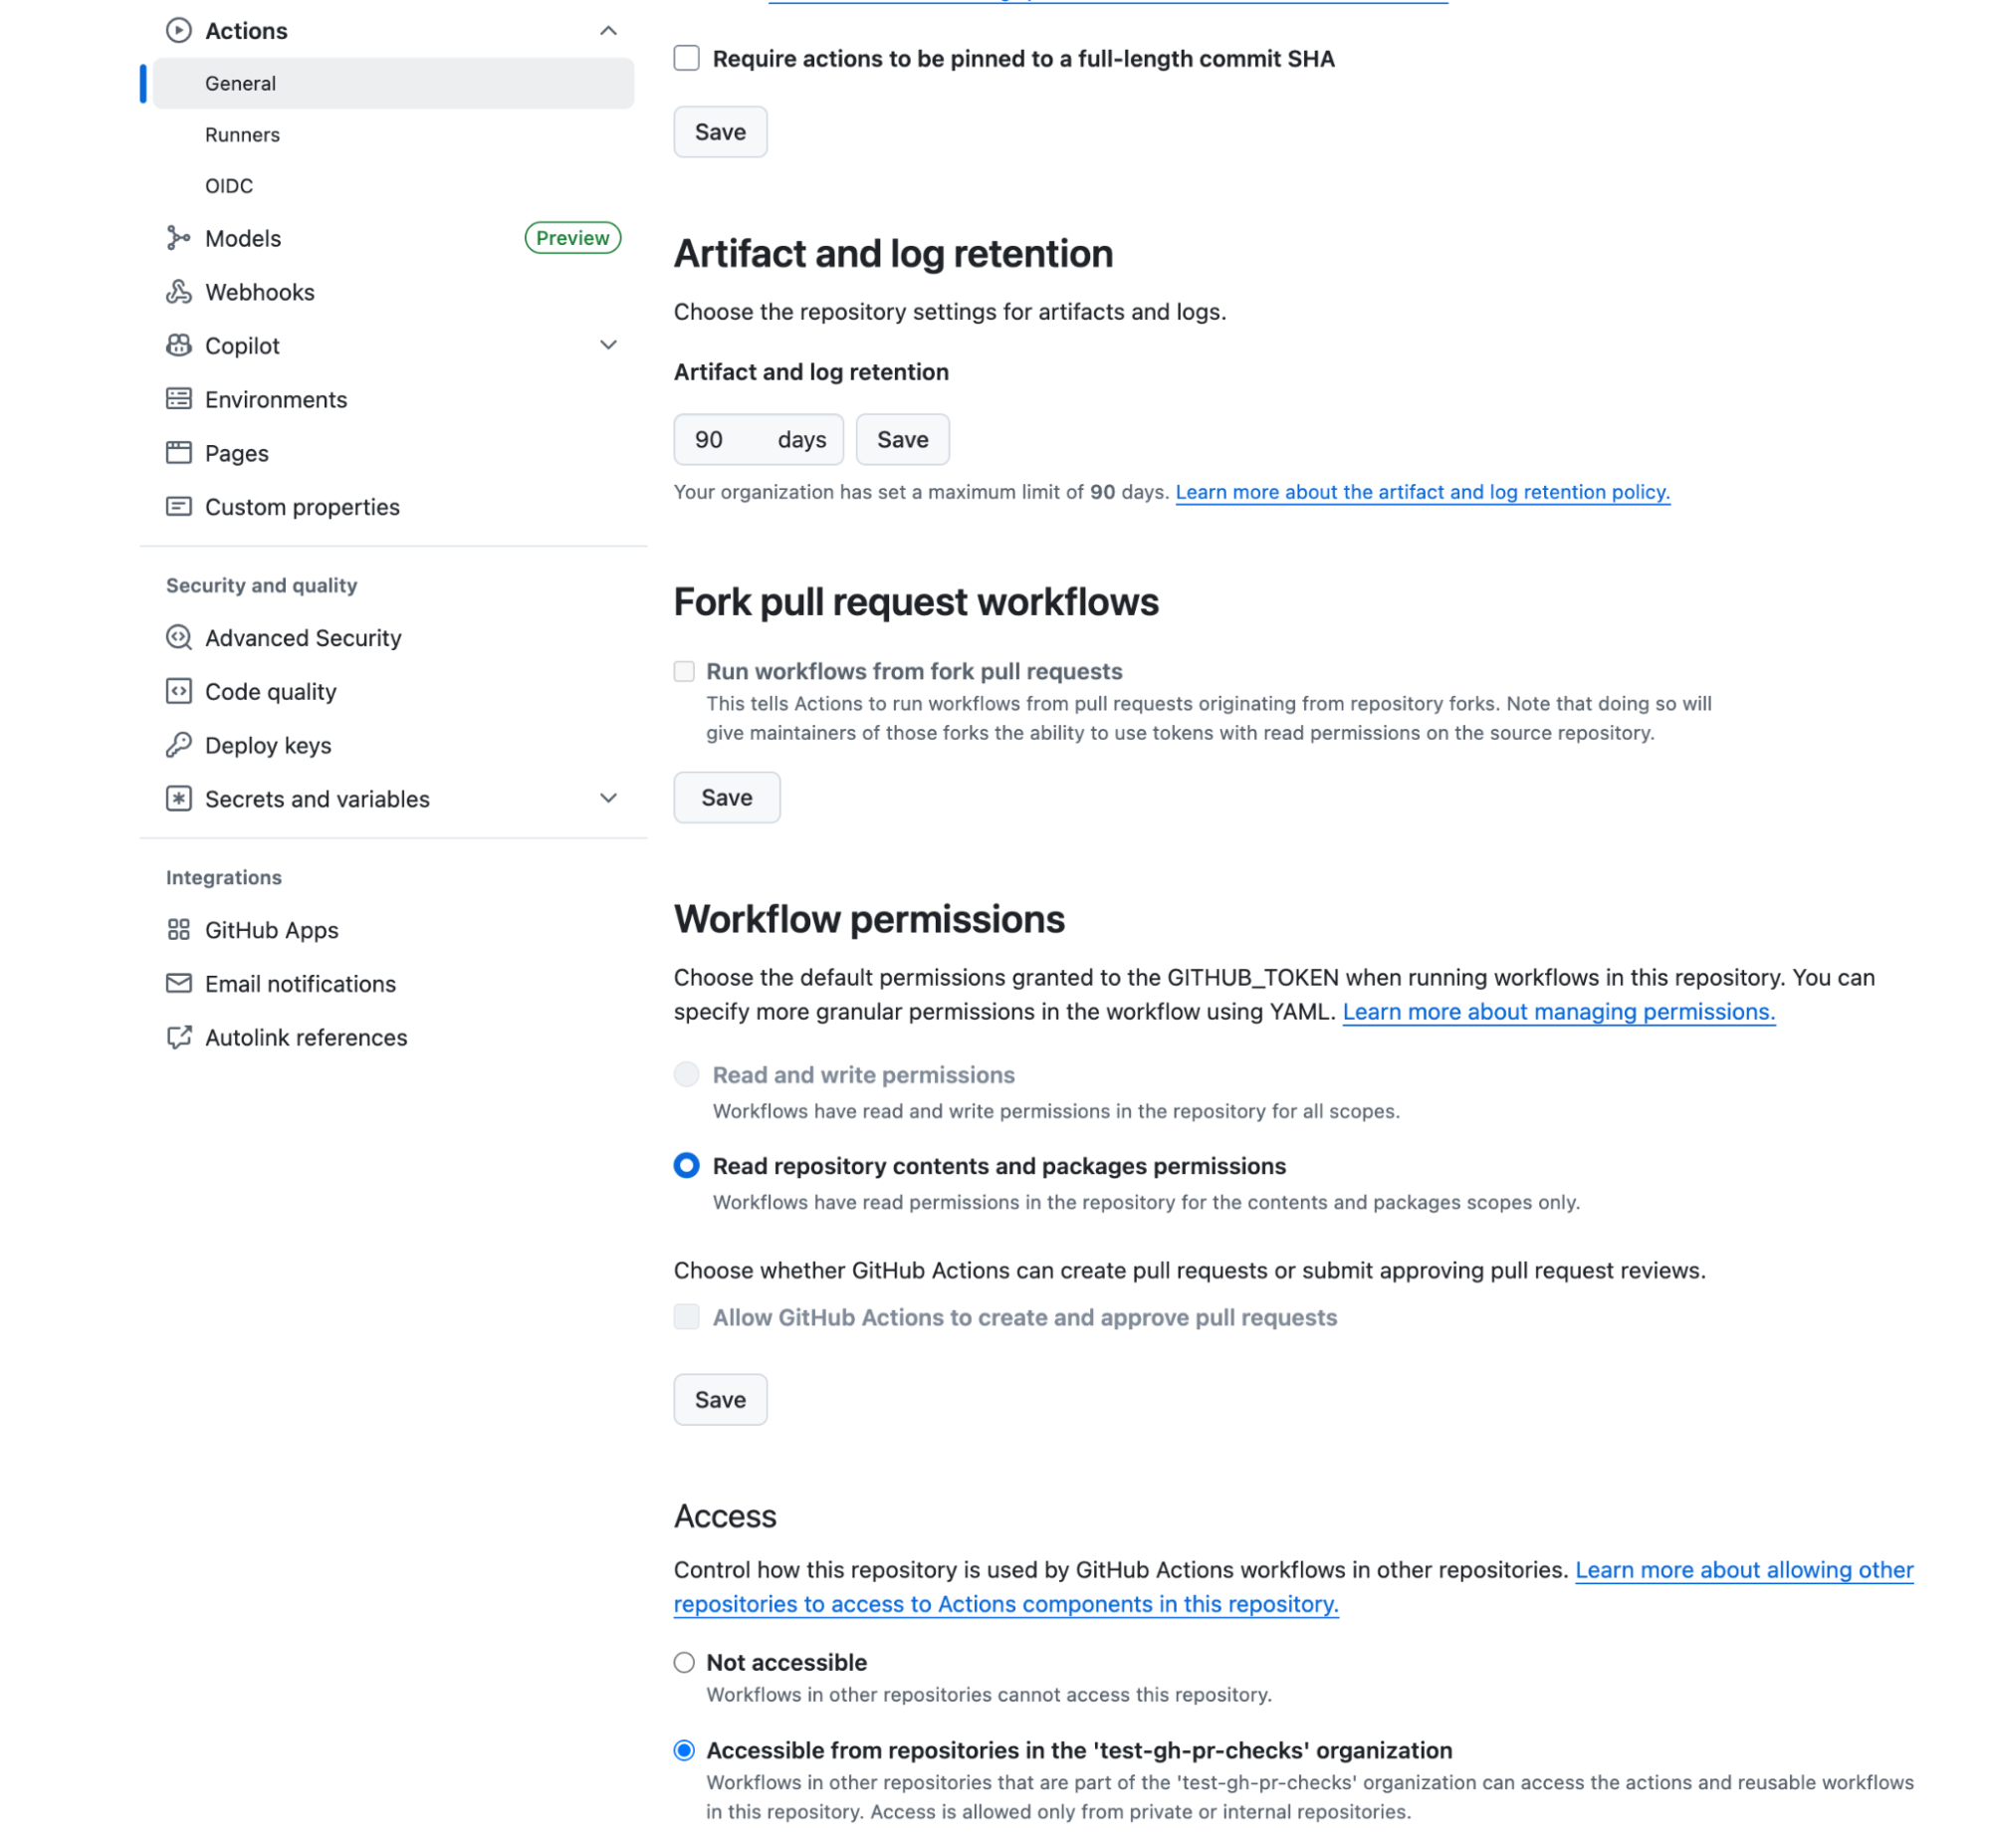 Actions
General
Runners
OIDC
Models
Preview
Webhooks
Copilot
Environments
Pages
Custom properties
Security and quality
Advanced Security
Code quality
Deploy keys
Secrets and variables
Integrations
GitHub Apps
Email notifications
Autolink references
Require actions to be pinned to a full-length commit SHA
Save
Artifact and log retention
Choose the repository settings for artifacts and logs.
Artifact and log retention
90 days Save
Your organization has set a maximum limit of 90 days. Learn more about the artifact and log retention policy.
Fork pull request workflows
Run workflows from fork pull requests
This tells Actions to run workflows from pull requests originating from repository forks. Note that doing so will
give maintainers of those forks the ability to use tokens with read permissions on the source repository.
Save
Workflow permissions
Choose the default permissions granted to the GITHUB_TOKEN when running workflows in this repository. You can
specify more granular permissions in the workflow using YAML. Learn more about managing permissions.
Read and write permissions
Workflows have read and write permissions in the repository for all scopes.
Read repository contents and packages permissions
Workflows have read permissions in the repository for the contents and packages scopes only.
Choose whether GitHub Actions can create pull requests or submit approving pull request reviews.
Allow GitHub Actions to create and approve pull requests
Save
Access
Control how this repository is used by GitHub Actions workflows in other repositories. Learn more about allowing other
repositories to access to Actions components in this repository.
Not accessible
Workflows in other repositories cannot access this repository.
Accessible from repositories in the 'test-gh-pr-checks' organization
Workflows in other repositories that are part of the 'test-gh-pr-checks' organization can access the actions and reusable workflows
in this repository. Access is allowed only from private or internal repositories.